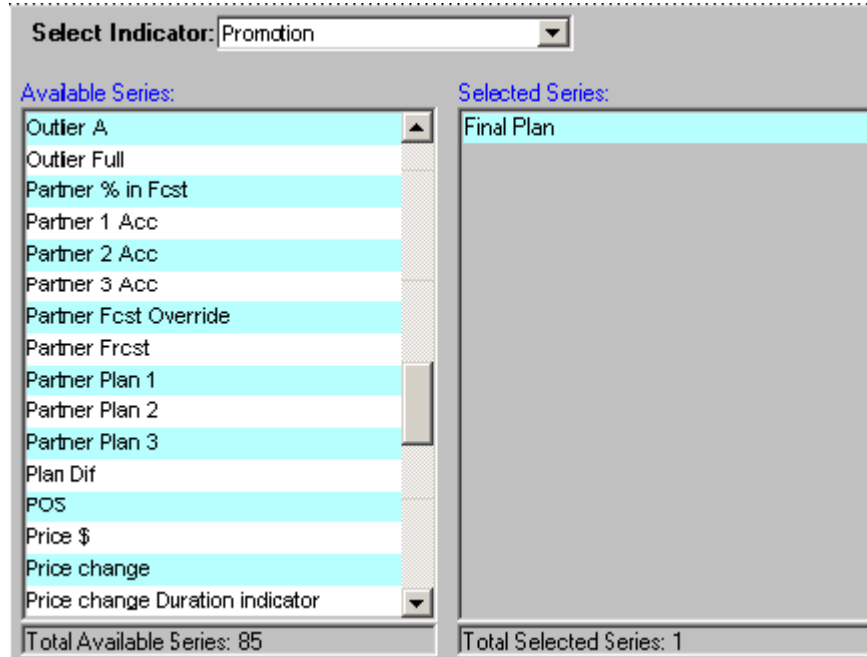 Select Indicator: Promotion
Available Series:
Outlier A
Outlier Full
Partner % in Fcst
Partner 1 Acc
Partner 2 Acc
Partner 3 Acc
Partner Fcst Override
Partner Frcst
Partner Plan 1
Partner Plan 2
Partner Plan 3
Plan Dif
POS
Price $
Price change
Price change Duration indicator
Total Available Series: 85
Selected Series:
Final Plan
Total Selected Series: 1